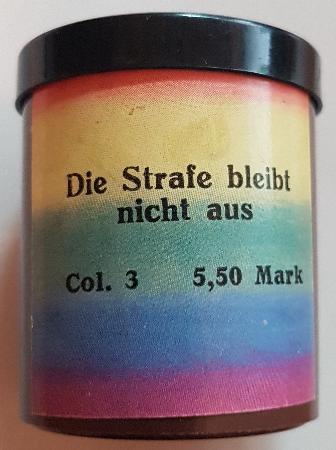 Die Strafe bleibt
nicht aus
Col. 3 5,50 Mark